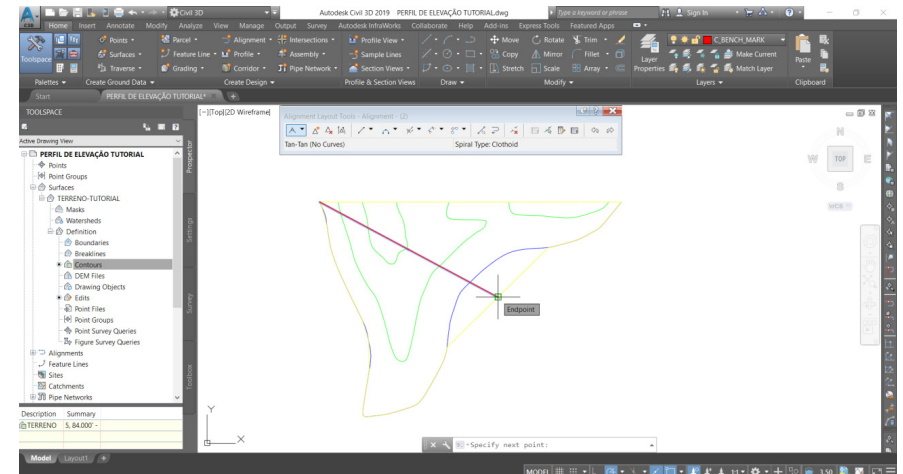 Civil 3D
Autodesk Civil 3D 2019 PERFIL DE ELEVAÇÃO TUTORIAL.dwg
Type a keyword or phrase
Sign In
Home Insert Annotate Modify Analyze View Manage Output Survey Autodesk InfraWorks Collaborate Help Add-ins Express Tools Featured Apps
Toolspace
Points
Surfaces
Traverse
Parcel
Feature Line
Grading
Alignment
Profile
Corridor
Intersections
Assembly
Pipe Network
Profile View
Sample Lines
Section Views
Move
Copy
Stretch
Rotate
Mirror
Scale
Trim
Fillet
Array
Layer
Properties
C_BENCH_MARK
Make Current
Match Layer
Paste
Palettes
Create Ground Data
Create Design
Profile & Section Views
Draw
Modify
Layers
Clipboard
Start
PERFIL DE ELEVAÇÃO TUTORIAL*
TOOLSPACE
Active Drawing View
PERFIL DE ELEVAÇÃO TUTORIAL
Points
Point Groups
Surfaces
TERRENO-TUTORIAL
Masks
Watersheds
Definition
Boundaries
Breaklines
Contours
DEM Files
Drawing Objects
Edits
Point Files
Point Groups
Point Survey Queries
Figure Survey Queries
Alignments
Feature Lines
Sites
Catchments
Pipe Networks
Prospector
Settings
Survey
Toolbox
Description Summary
TERRENO 5, 84.000' -
[−][Top][2D Wireframe]
Alignment Layout Tools - Alignment - (2)
Tan-Tan (No Curves)
Spiral Type: Clothoid
N
W
TOP
E
S
WCS
Endpoint
Y
X
Specify next point:
Model Layout1 +
MODEL
1:1
3.50